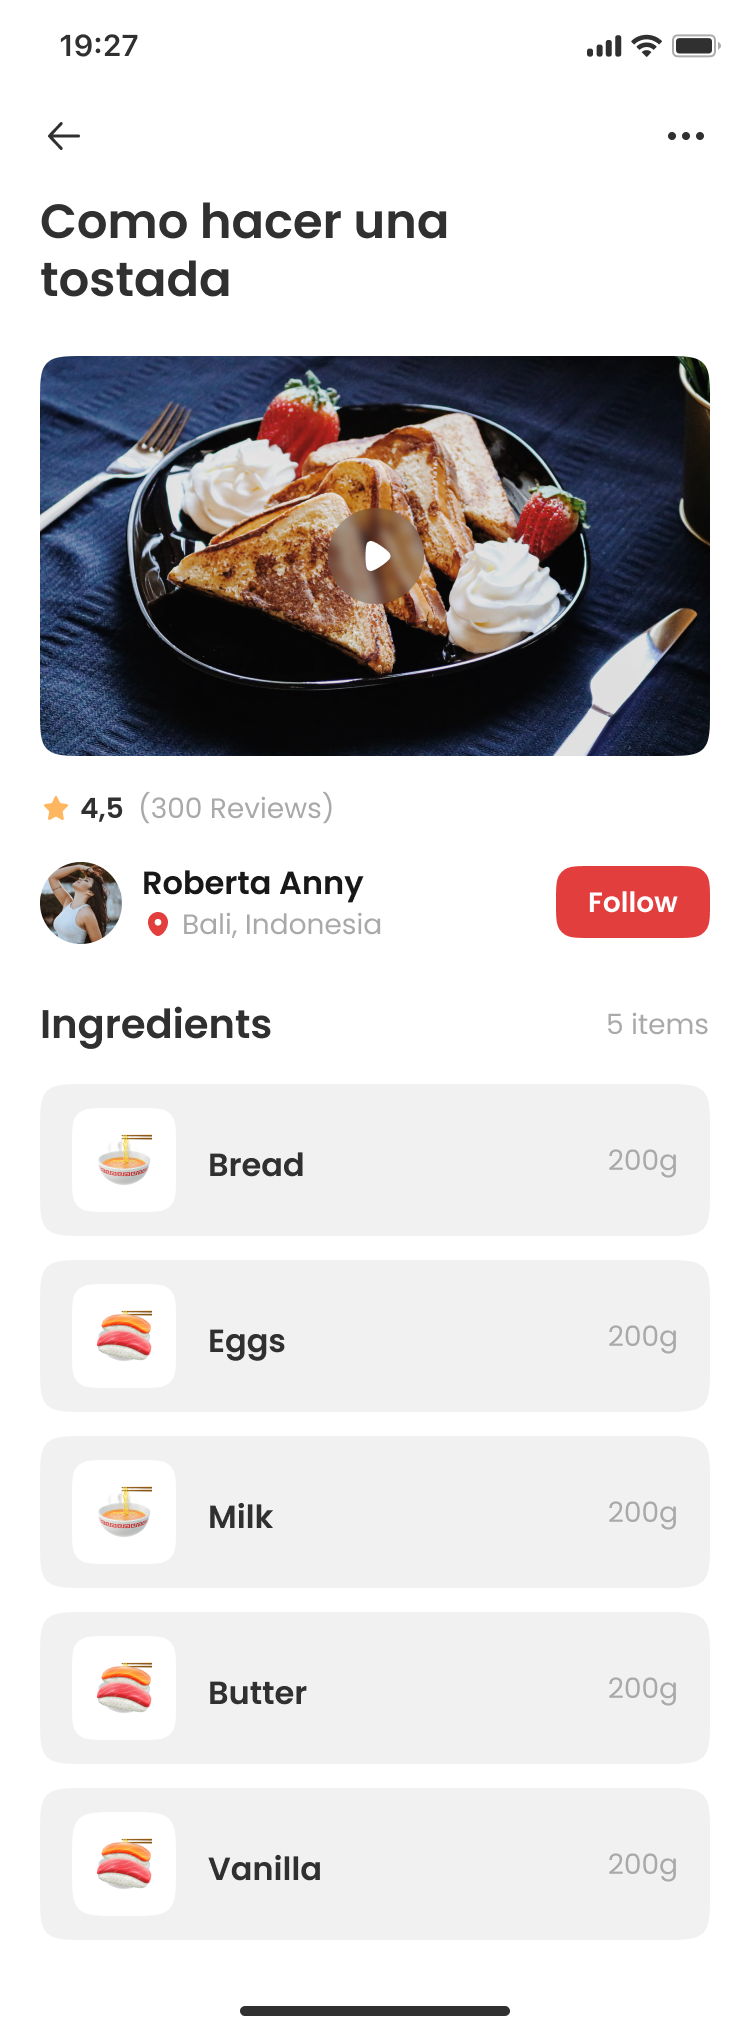 19:27
Como hacer una
tostada
4,5 (300 Reviews)
Roberta Anny
Bali, Indonesia
Follow
Ingredients
5 items
Bread
200g
Eggs
200g
Milk
200g
Butter
200g
Vanilla
200g